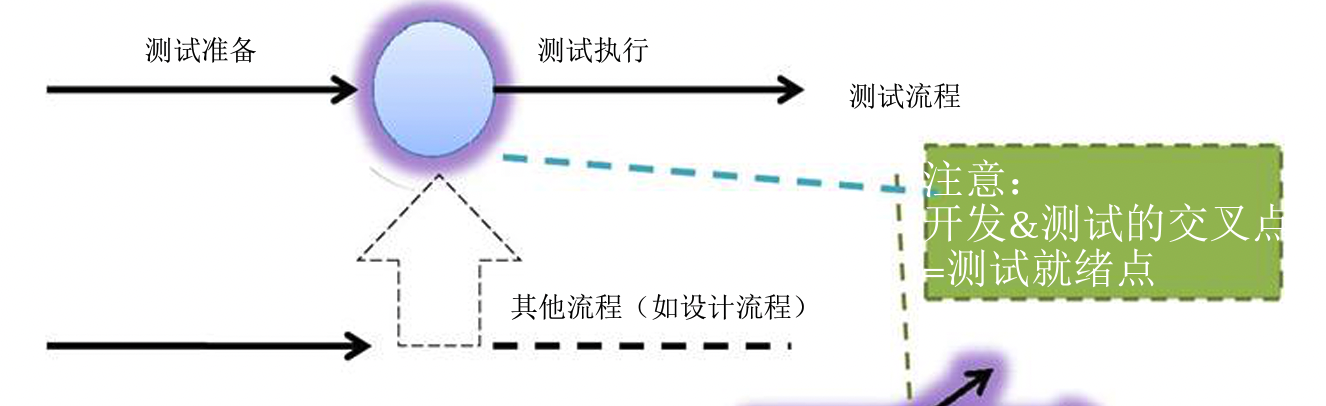 测试准备
测试执行
测试流程
注意：
开发&测试的交叉点
=测试就绪点
其他流程（如设计流程）